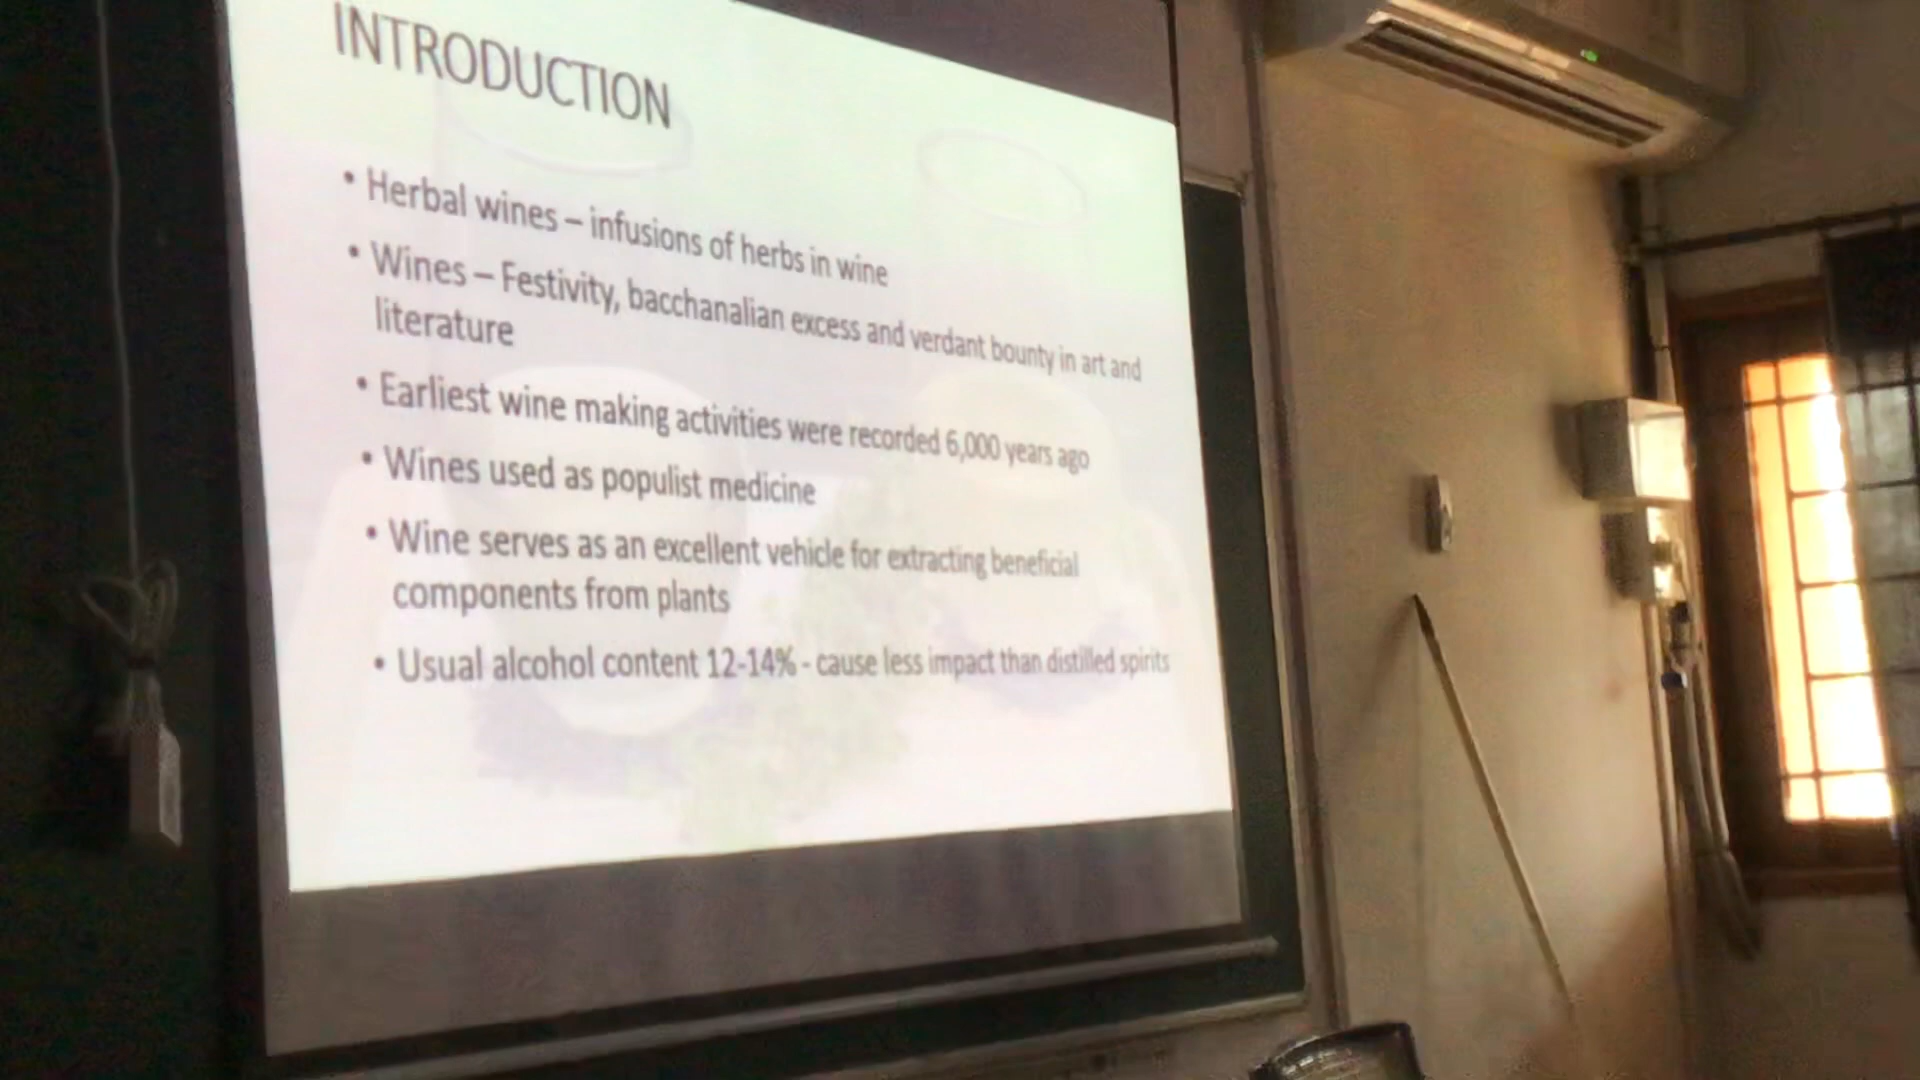 INTRODUCTION
• Herbal wines – infusions of herbs in wine
• Wines – Festivity, bacchanalian excess and verdant bounty in art and
literature
• Earliest wine making activities were recorded 6,000 years ago
• Wines used as populist medicine
• Wine serves as an excellent vehicle for extracting beneficial
components from plants
• Usual alcohol content 12-14% - cause less impact than distilled spirits